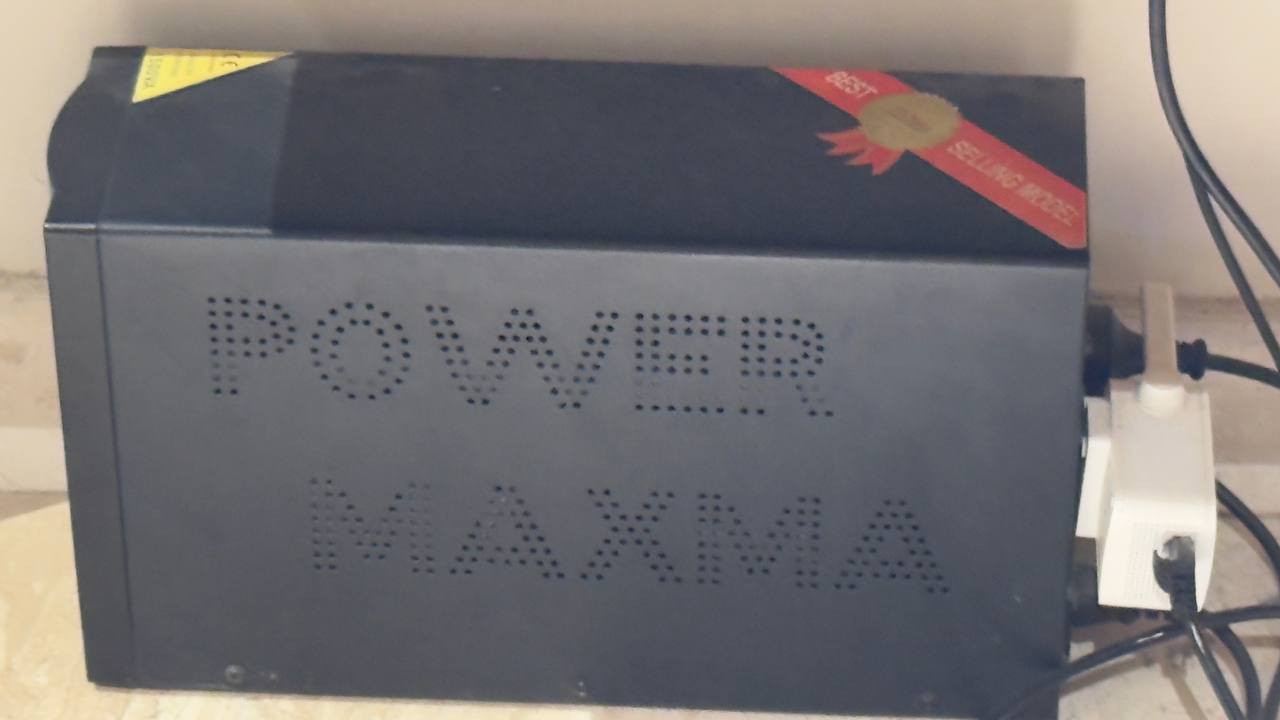 BEST
SELLING MODEL
POWER
MAXMA